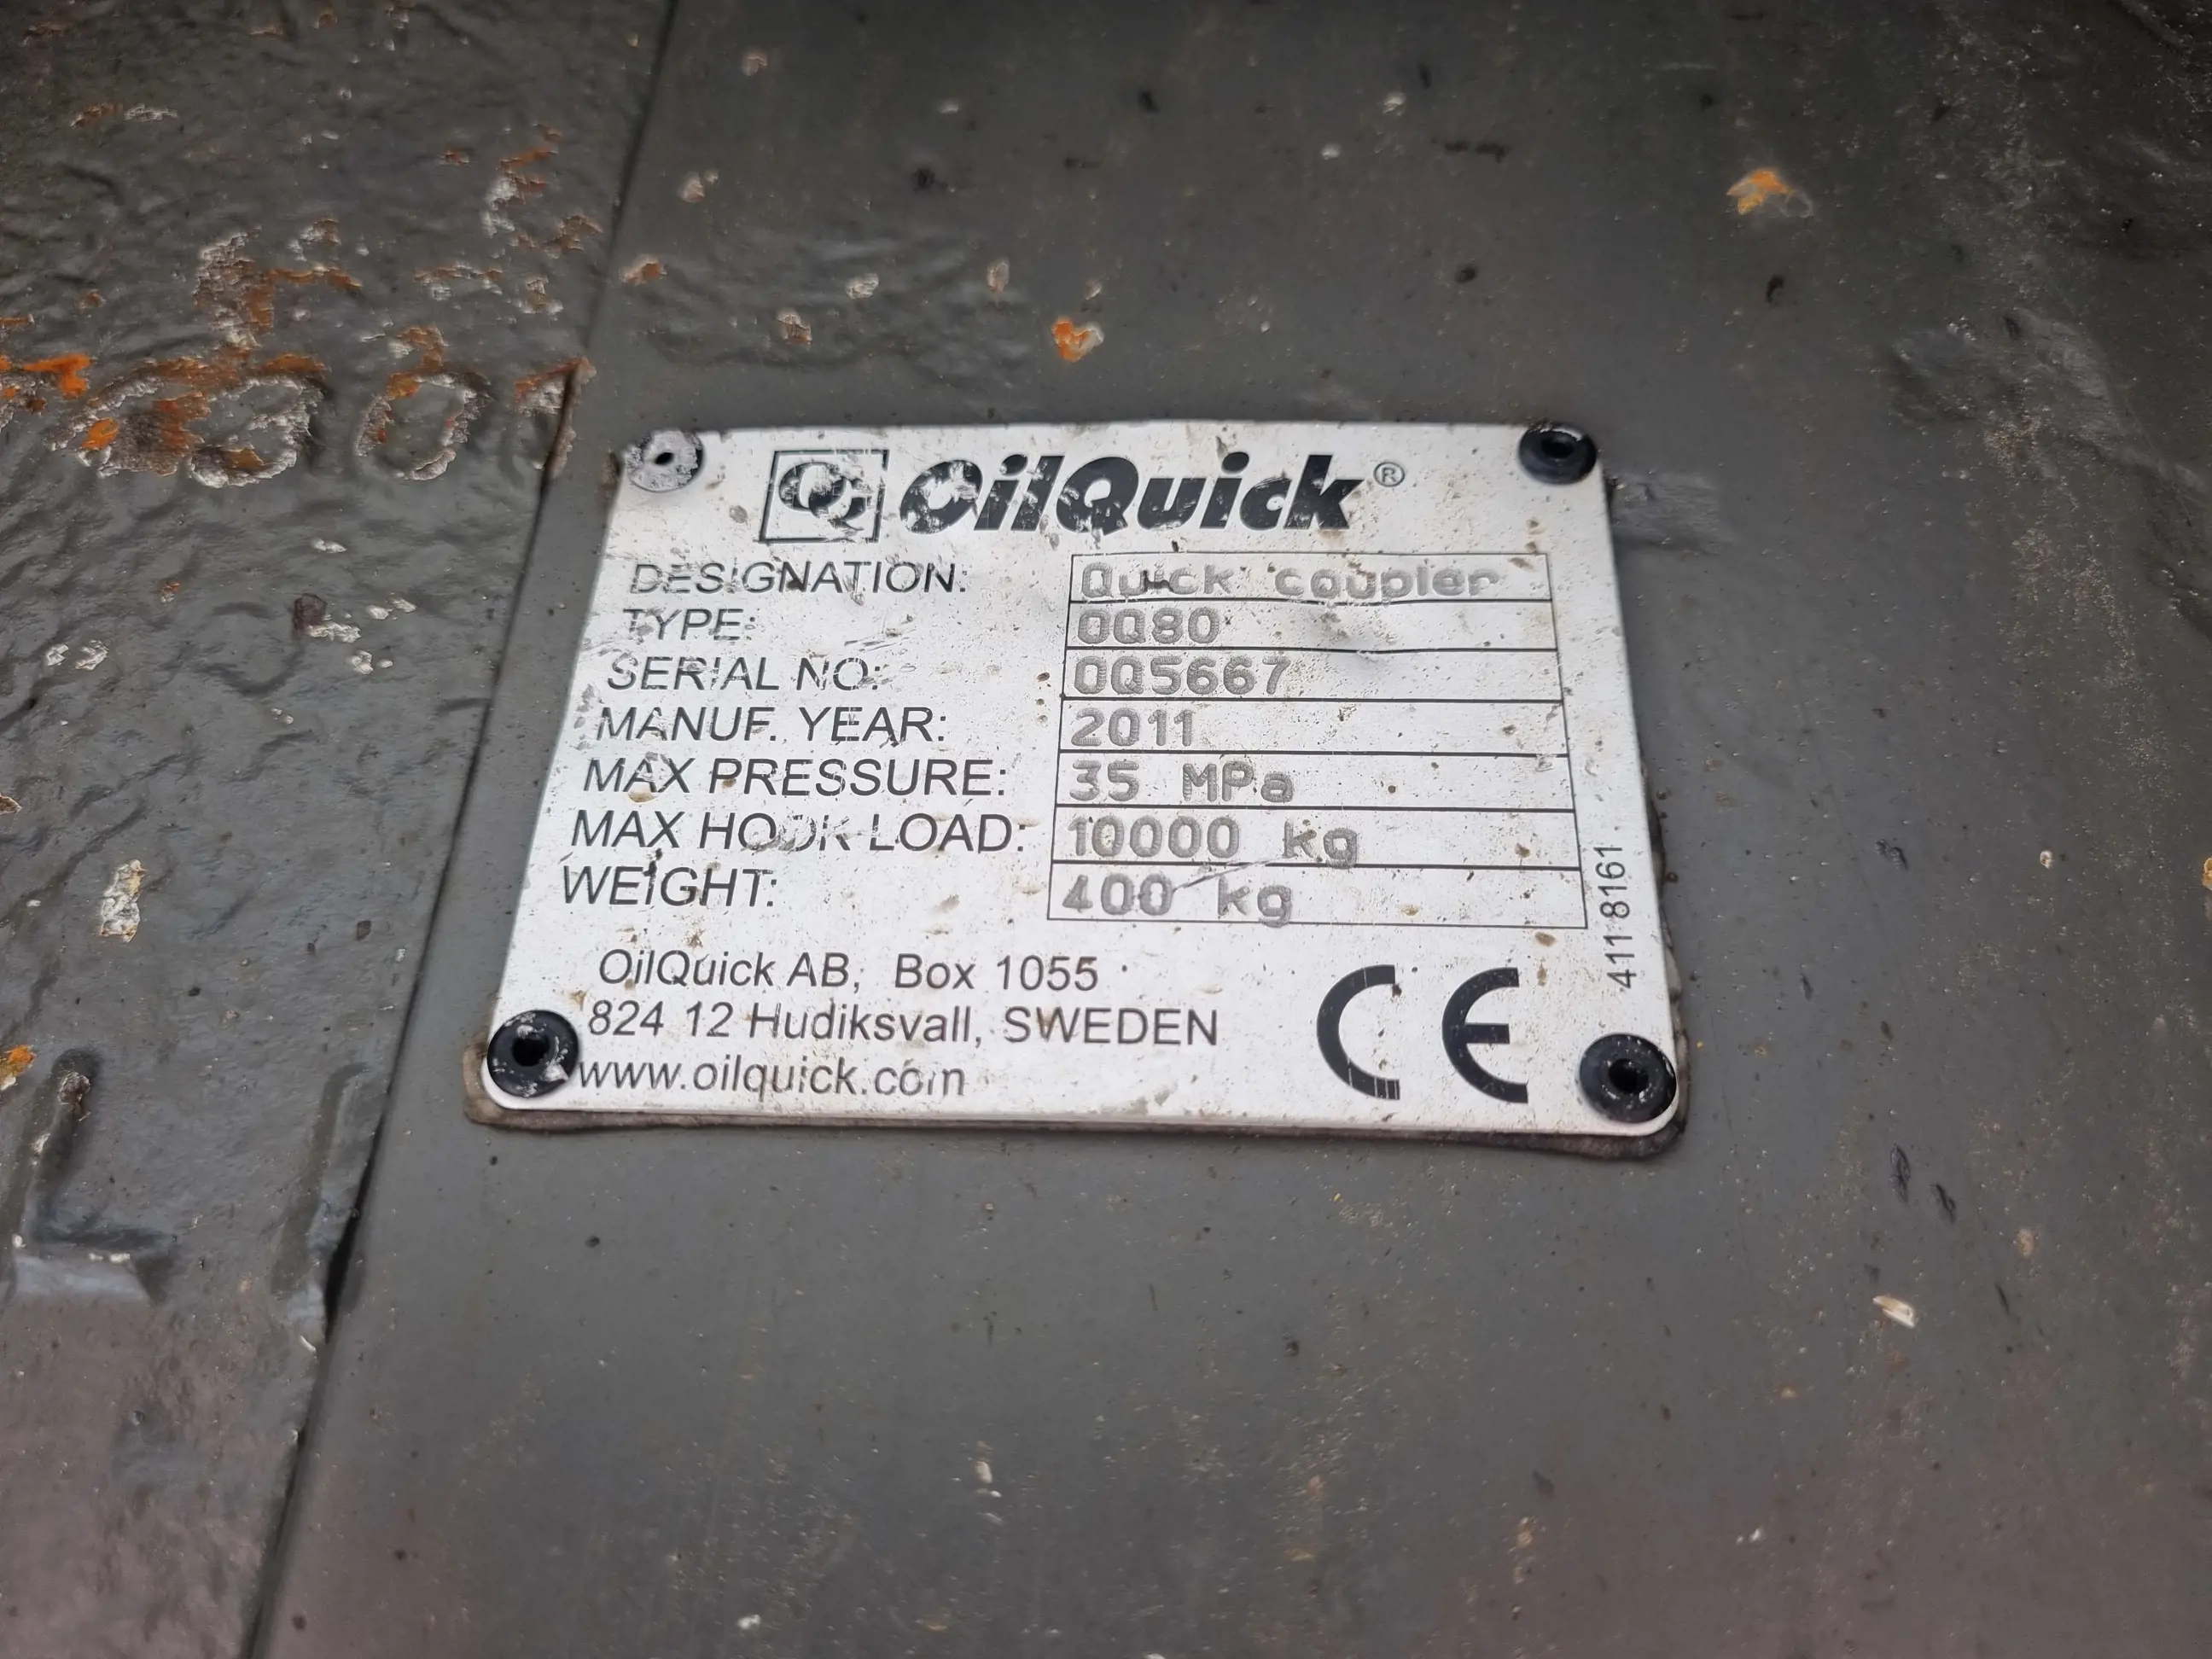 OilQuick®
DESIGNATION: Quick coupler
TYPE: OQ80
SERIAL NO: OQ5667
MANUF. YEAR: 2011
MAX PRESSURE: 35 MPa
MAX HOOK LOAD: 10000 kg
WEIGHT: 400 kg
411 8161
OilQuick AB, Box 1055
824 12 Hudiksvall, SWEDEN
www.oilquick.com
CE